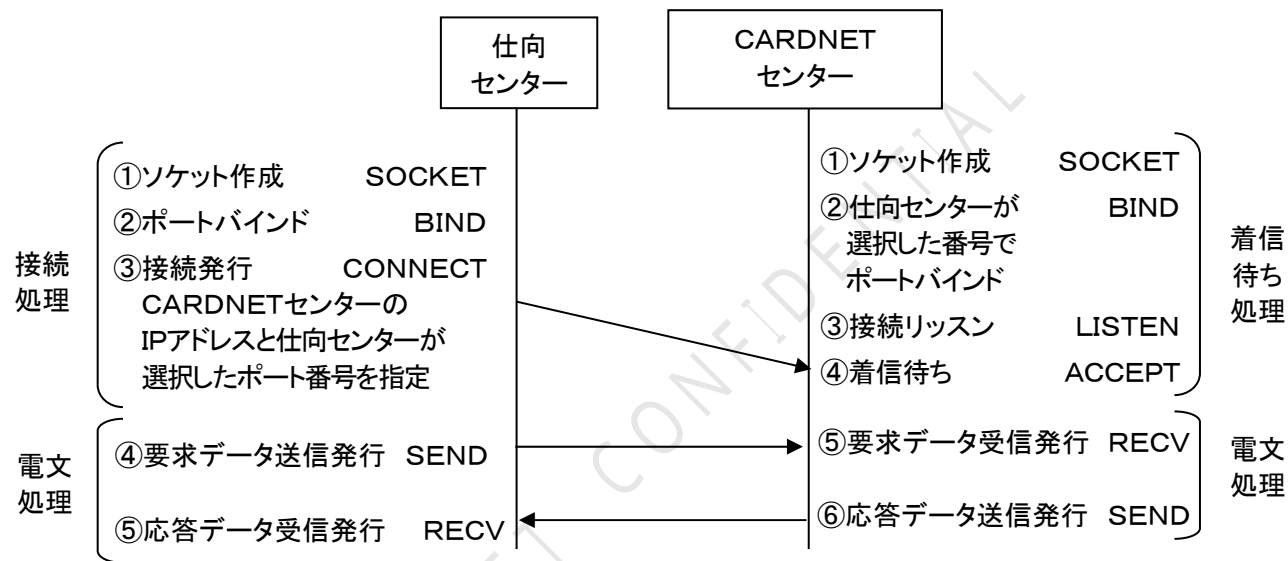 仕向
センター
CARDNET
センター
接続
処理
①ソケット作成 SOCKET
②ポートバインド BIND
③接続発行 CONNECT
CARDNETセンターの
IPアドレスと仕向センターが
選択したポート番号を指定
①ソケット作成 SOCKET
②仕向センターが BIND
選択した番号で
ポートバインド
③接続リッスン LISTEN
④着信待ち ACCEPT
着信
待ち
処理
電文
処理
④要求データ送信発行 SEND
⑤応答データ受信発行 RECV
⑤要求データ受信発行 RECV
⑥応答データ送信発行 SEND
電文
処理
CONFIDENTIAL